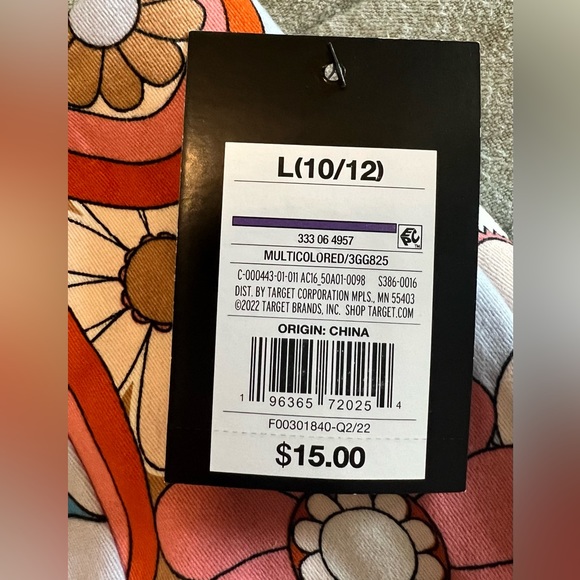 L(10/12)
333 06 4957
MULTICOLORED/3GG825
C-000443-01-011 AC16_50A01-0098 S386-0016
DIST. BY TARGET CORPORATION MPLS., MN 55403
©2022 TARGET BRANDS, INC. SHOP TARGET.COM
ORIGIN: CHINA
1 96365 72025 4
F00301840-Q2/22
$15.00